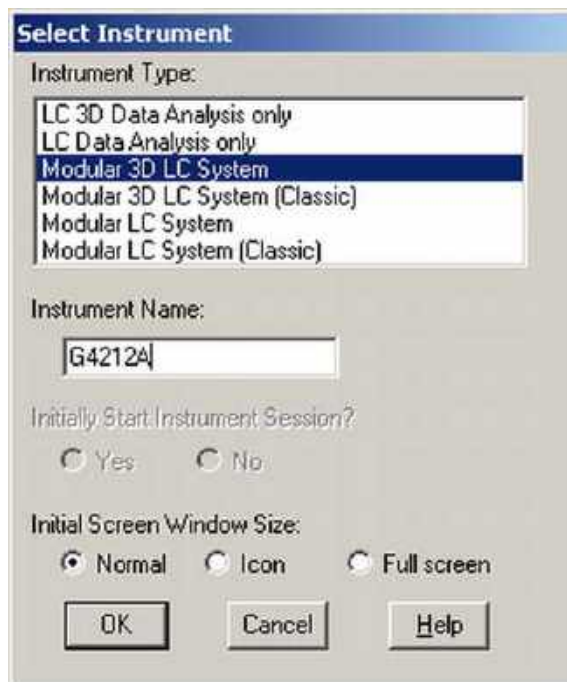 Select Instrument
Instrument Type:
LC 3D Data Analysis only
LC Data Analysis only
Modular 3D LC System
Modular 3D LC System (Classic)
Modular LC System
Modular LC System (Classic)
Instrument Name:
G4212A
Initially Start Instrument Session?
Yes No
Initial Screen Window Size:
Normal Icon Full screen
OK Cancel Help